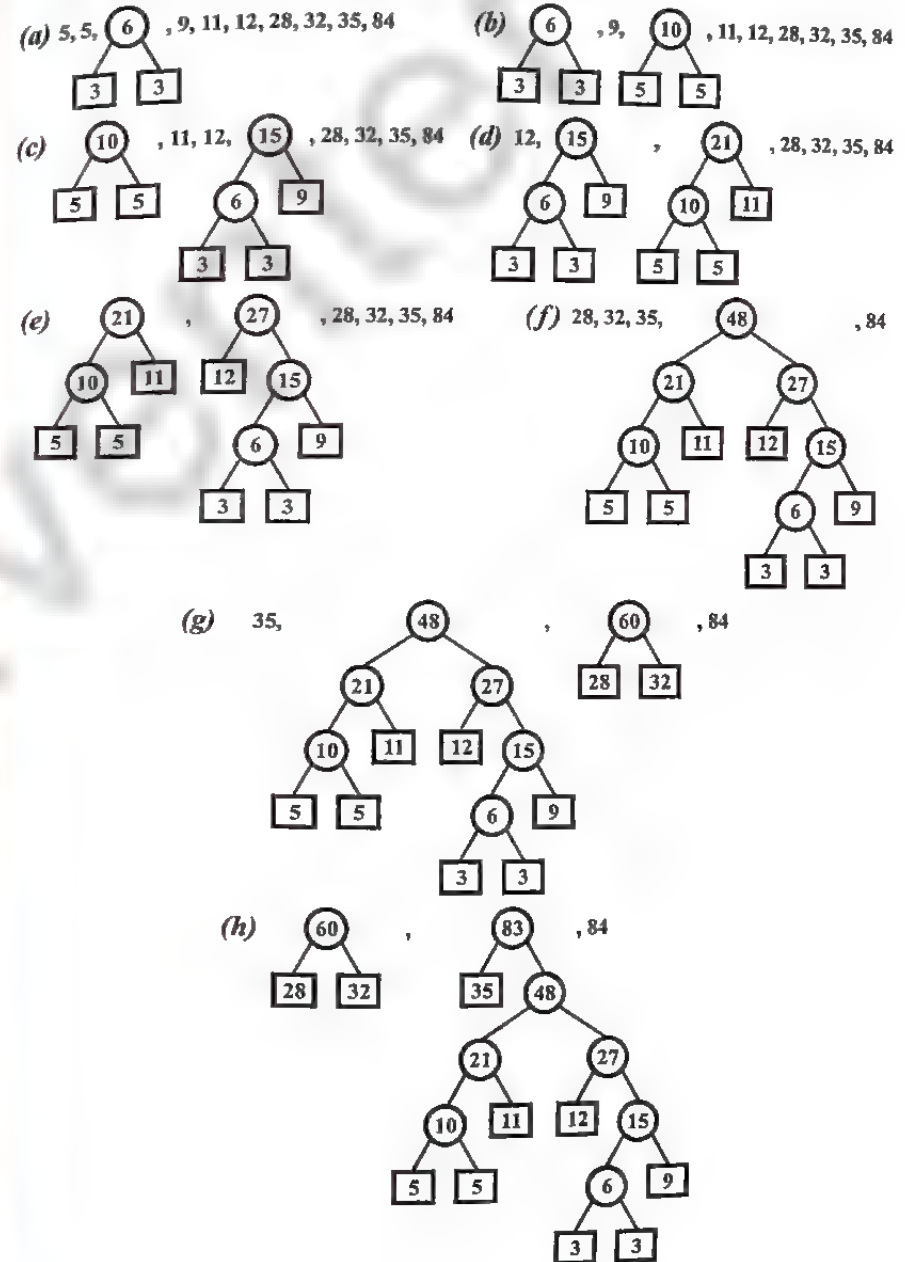 (a) 5, 5, 6 , 9, 11, 12, 28, 32, 35, 84
3 3
(b) 6 , 9, 10 , 11, 12, 28, 32, 35, 84
3 3 5 5
(c) 10 , 11, 12, 15 , 28, 32, 35, 84
5 5 6 9
3 3
(d) 12, 15 , 21 , 28, 32, 35, 84
6 9 10 11
3 3 5 5
(e) 21 , 27 , 28, 32, 35, 84
10 11 12 15
5 5 6 9
3 3
(f) 28, 32, 35, 48 , 84
21 27
10 11 12 15
5 5 6 9
3 3
(g) 35, 48 , 60 , 84
28 32
21 27
10 11 12 15
5 5 6 9
3 3
(h) 60 , 83 , 84
28 32 35 48
21 27
10 11 12 15
5 5 6 9
3 3